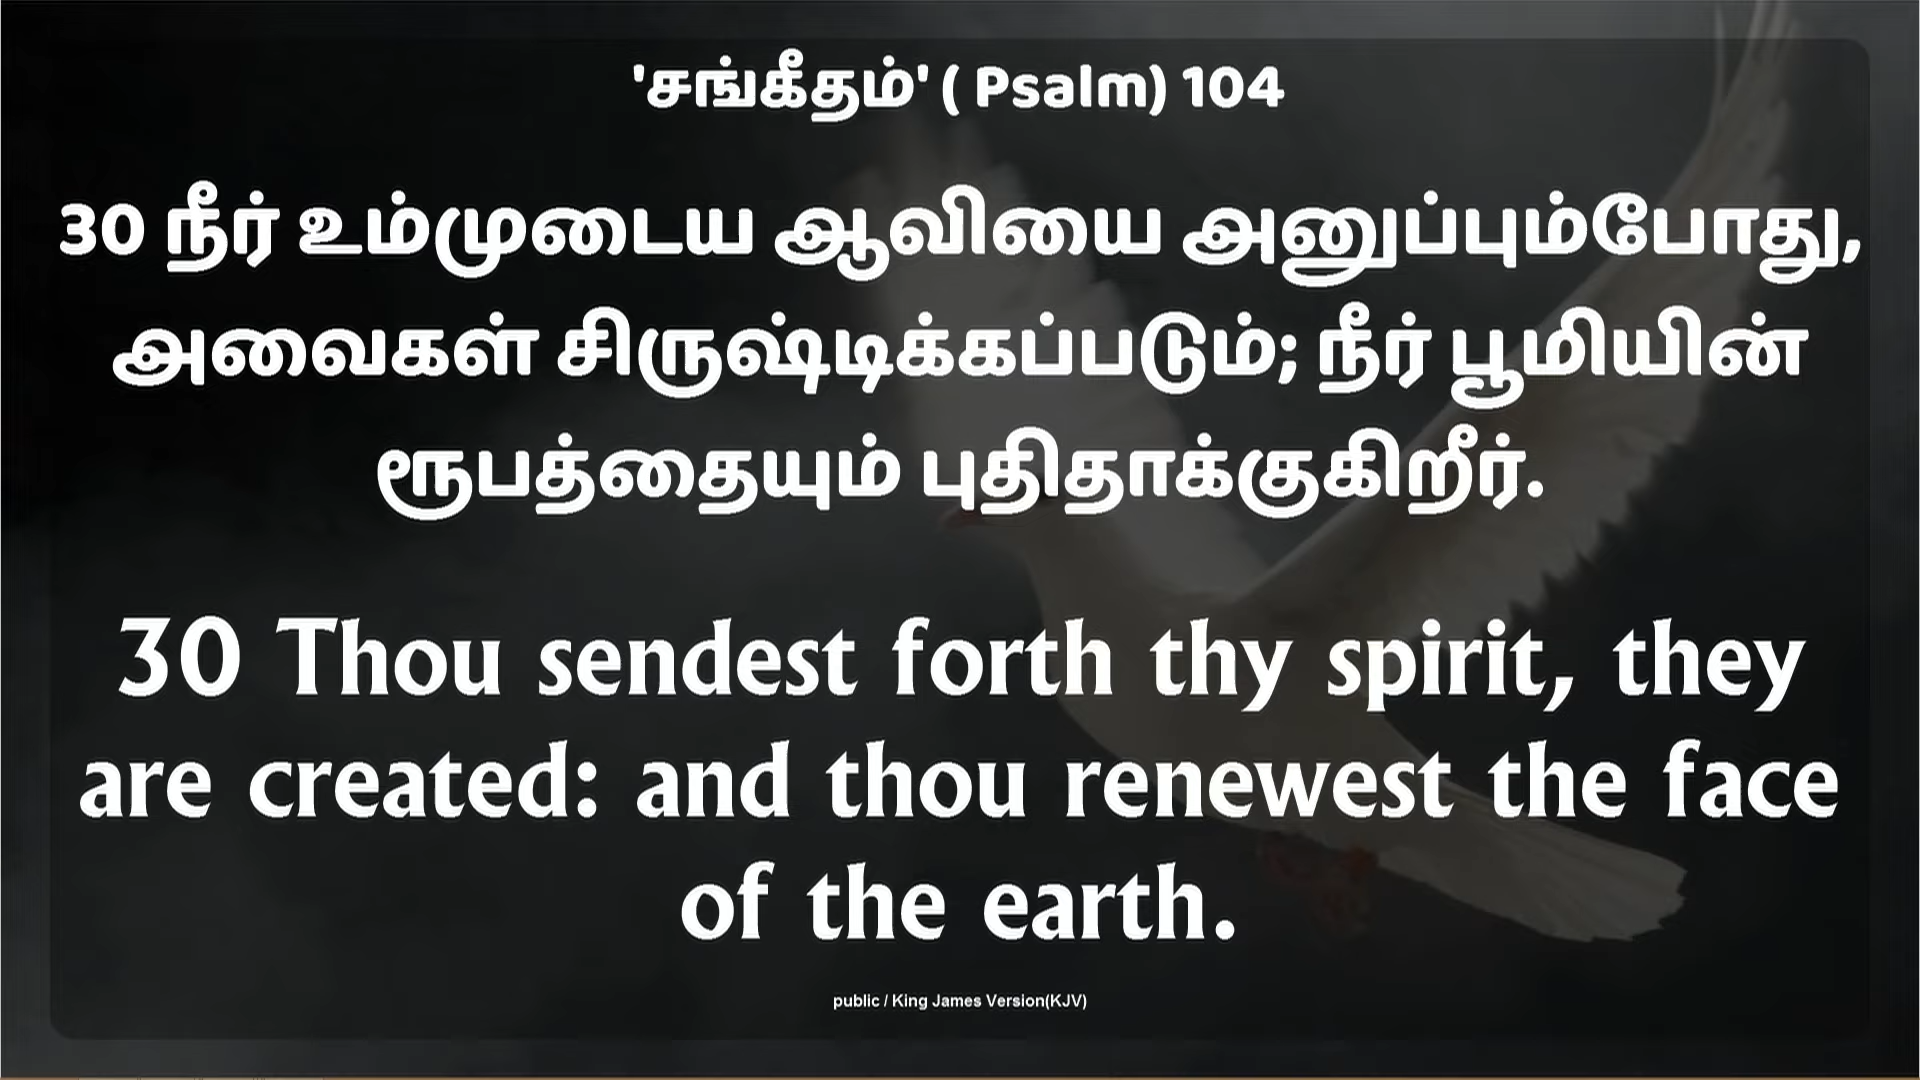 'சங்கீதம்' ( Psalm) 104
30 நீர் உம்முடைய ஆவியை அனுப்பும்போது,
அவைகள் சிருஷ்டிக்கப்படும்; நீர் பூமியின்
ரூபத்தையும் புதிதாக்குகிறீர்.
30 Thou sendest forth thy spirit, they
are created: and thou renewest the face
of the earth.
public / King James Version(KJV)